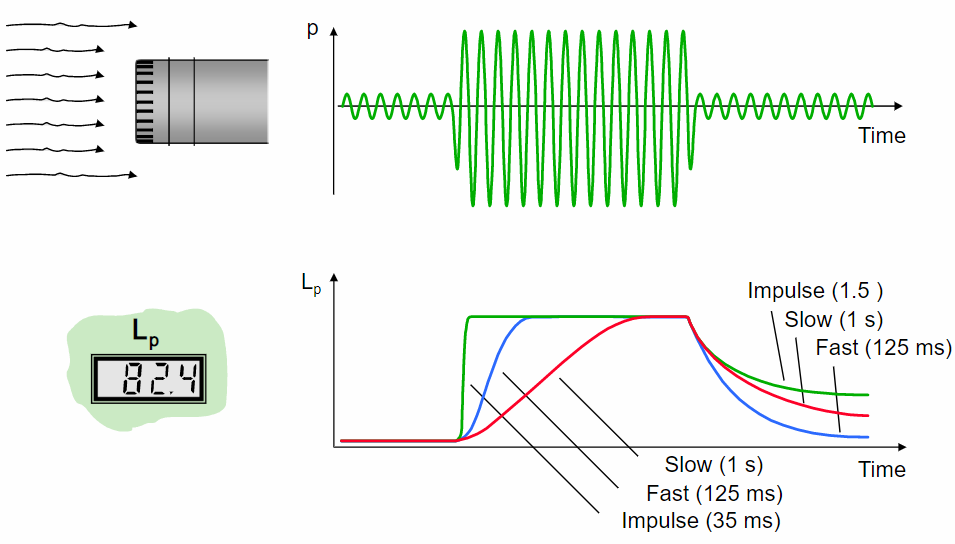 p
Time
Lp
Impulse (1.5 )
Slow (1 s)
Fast (125 ms)
Lp
82.4
Slow (1 s)
Time
Fast (125 ms)
Impulse (35 ms)